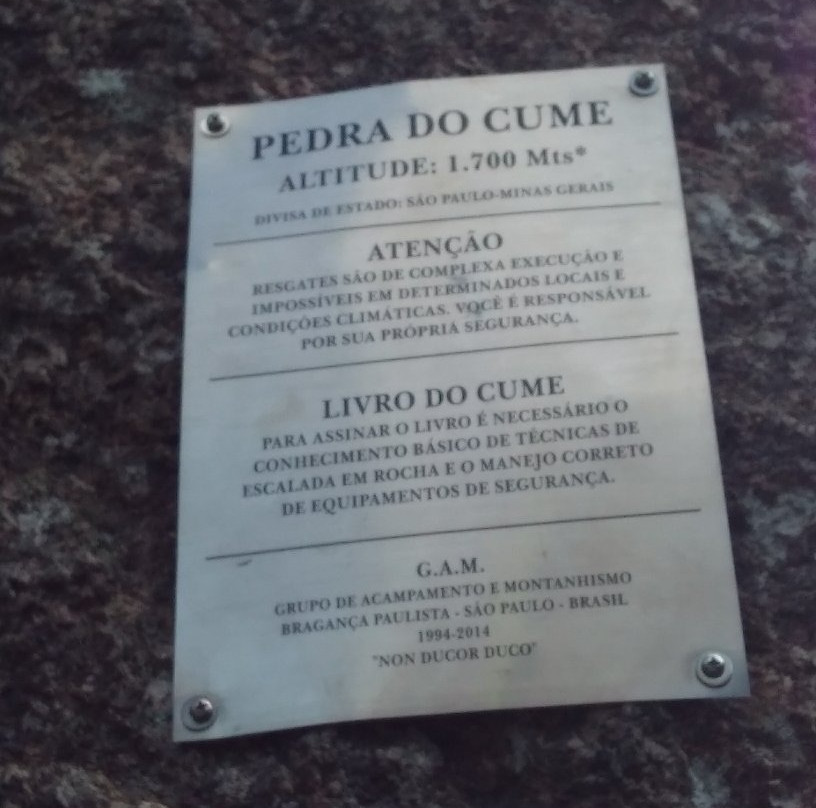 PEDRA DO CUME
ALTITUDE: 1.700 Mts*
DIVISA DE ESTADO: SÃO PAULO-MINAS GERAIS
ATENÇÃO
RESGATES SÃO DE COMPLEXA EXECUÇÃO E
IMPOSSÍVEIS EM DETERMINADOS LOCAIS E
CONDIÇÕES CLIMÁTICAS. VOCÊ É RESPONSÁVEL
POR SUA PRÓPRIA SEGURANÇA.
LIVRO DO CUME
PARA ASSINAR O LIVRO É NECESSÁRIO O
CONHECIMENTO BÁSICO DE TÉCNICAS DE
ESCALADA EM ROCHA E O MANEJO CORRETO
DE EQUIPAMENTOS DE SEGURANÇA.
G.A.M.
GRUPO DE ACAMPAMENTO E MONTANHISMO
BRAGANÇA PAULISTA - SÃO PAULO - BRASIL
1994-2014
"NON DUCOR DUCO"